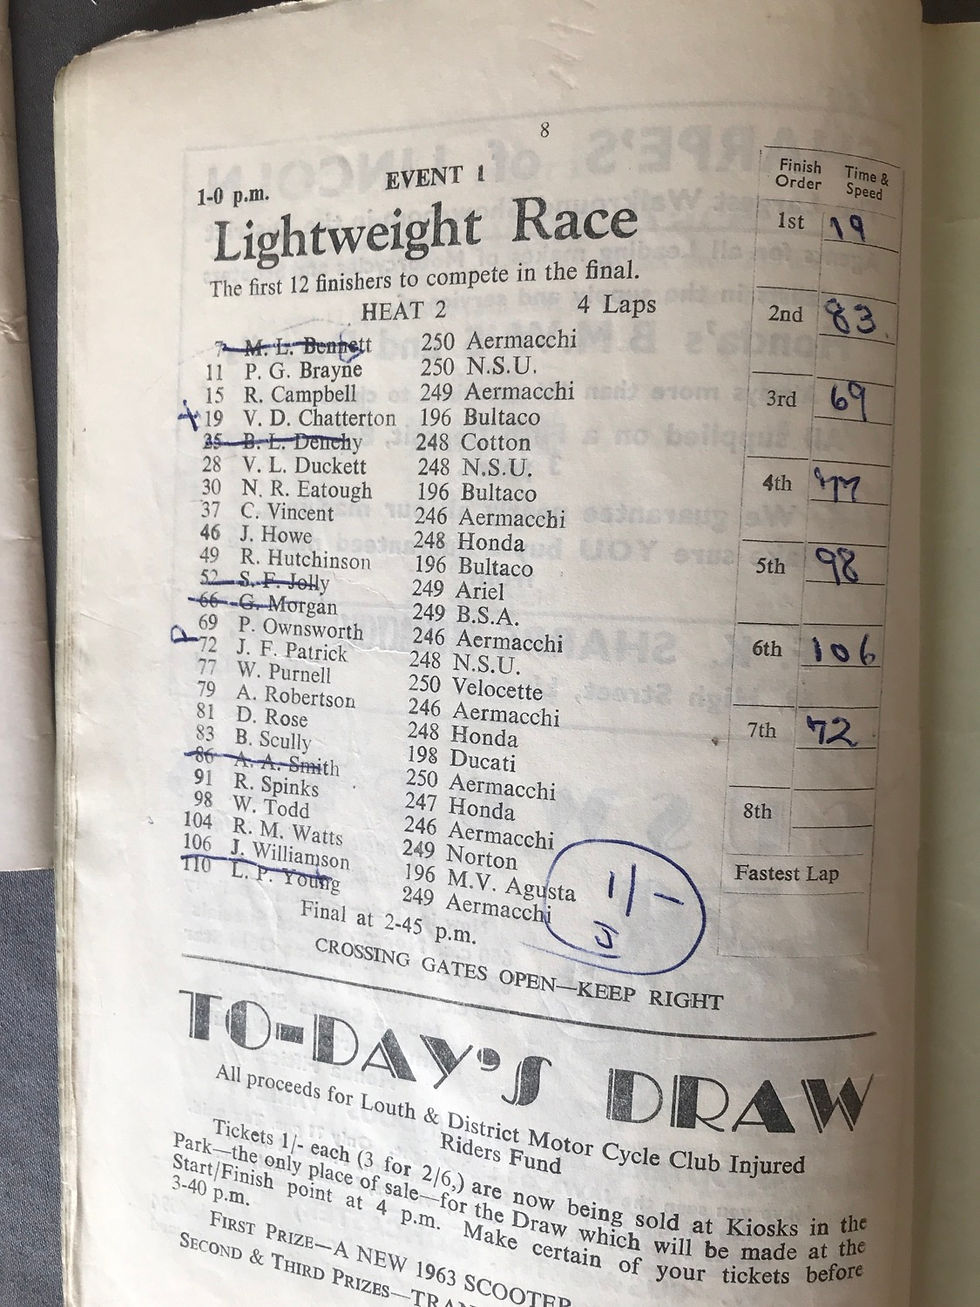 8
1-0 p.m.
EVENT 1
Lightweight Race
The first 12 finishers to compete in the final.
HEAT 2 4 Laps
7 M. L. Bennett 250 Aermacchi
11 P. G. Brayne 250 N.S.U.
15 R. Campbell 249 Aermacchi
19 V. D. Chatterton 196 Bultaco
25 B. L. Denchy 248 Cotton
28 V. L. Duckett 248 N.S.U.
30 N. R. Eatough 196 Bultaco
37 C. Vincent 246 Aermacchi
46 J. Howe 248 Honda
49 R. Hutchinson 196 Bultaco
52 S. F. Jolly 249 Ariel
66 G. Morgan 249 B.S.A.
69 P. Ownsworth 246 Aermacchi
72 J. F. Patrick 248 N.S.U.
77 W. Purnell 250 Velocette
79 A. Robertson 246 Aermacchi
81 D. Rose 248 Honda
83 B. Scully 198 Ducati
86 A. A. Smith 250 Aermacchi
91 R. Spinks 247 Honda
98 W. Todd 246 Aermacchi
104 R. M. Watts 249 Norton
106 J. Williamson 196 M.V. Agusta
110 L. P. Young 249 Aermacchi
Final at 2-45 p.m.
CROSSING GATES OPEN—KEEP RIGHT
Finish Order Time & Speed
1st 19
2nd 83
3rd 69
4th 77
5th 98
6th 106
7th 72
8th
Fastest Lap
1/-
TO-DAY'S DRAW
All proceeds for Louth & District Motor Cycle Club Injured
Riders Fund
Tickets 1/- each (3 for 2/6,) are now being sold at Kiosks in the
Park—the only place of sale—for the Draw which will be made at the
Start/Finish point at 4 p.m. Make certain of your tickets before
3-40 p.m.
FIRST PRIZE—A NEW 1963 SCOOTER
SECOND & THIRD PRIZES—TRAN